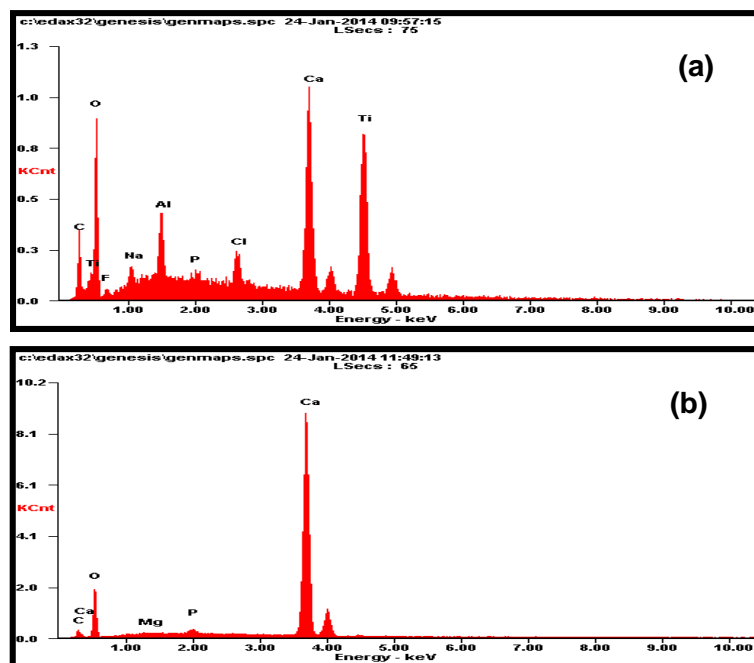 c:\edax32\genesis\genmaps.spc 24-Jan-2014 09:57:15
LSecs : 75
1.3
1.0
0.8
KCnt
0.5
0.3
0.0
(a)
C
Ti
O
F
Na
Al
P
Cl
Ca
Ti
1.00 2.00 3.00 4.00 5.00 6.00 7.00 8.00 9.00 10.00
Energy - keV
c:\edax32\genesis\genmaps.spc 24-Jan-2014 11:49:13
LSecs : 65
10.2
8.1
6.1
KCnt
4.1
2.0
0.0
(b)
Ca
C
O
Mg
P
Ca
1.00 2.00 3.00 4.00 5.00 6.00 7.00 8.00 9.00 10.00
Energy - keV